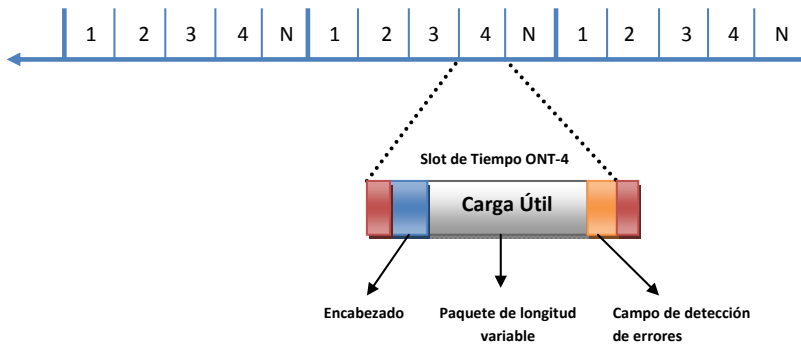 1 2 3 4 N 1 2 3 4 N 1 2 3 4 N
Slot de Tiempo ONT-4
Carga Útil
Encabezado
Paquete de longitud
variable
Campo de detección
de errores